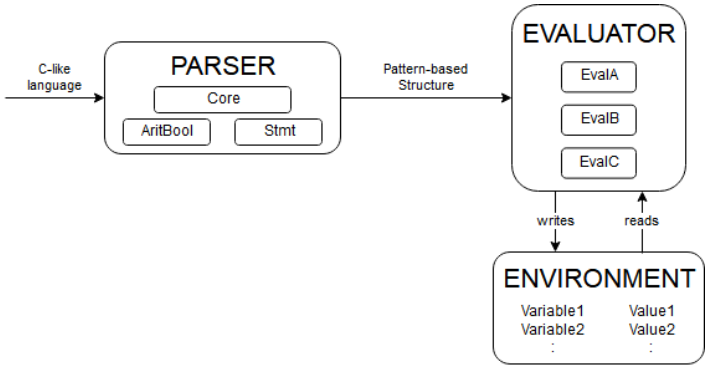 C-like
language
PARSER
Core
AritBool
Stmt
Pattern-based
Structure
EVALUATOR
EvalA
EvalB
EvalC
writes
reads
ENVIRONMENT
Variable1 Value1
Variable2 Value2
: :